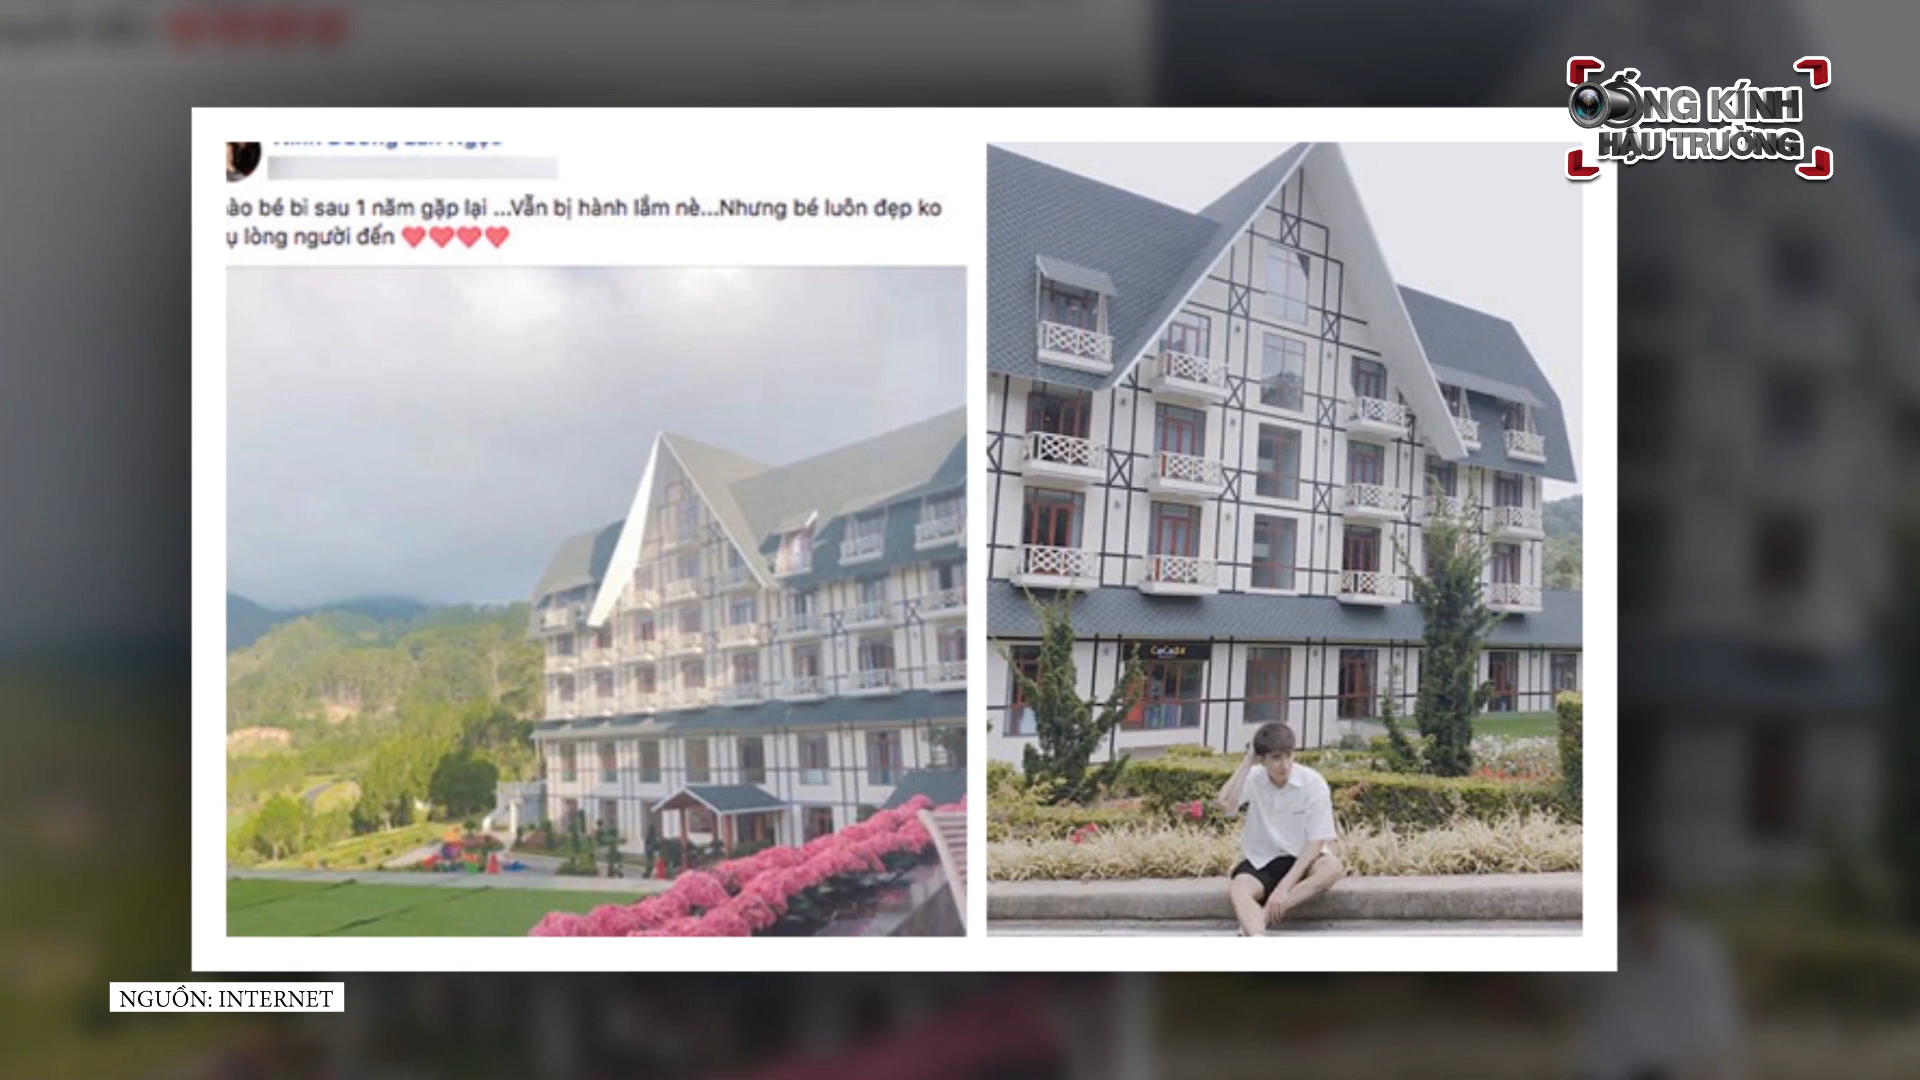 ỐNG KÍNH
HẬU TRƯỜNG
ào bé bi sau 1 năm gặp lại ...Vẫn bị hành lắm nè...Nhưng bé luôn đẹp ko
ụ lòng người đến ❤❤❤❤
NGUỒN: INTERNET